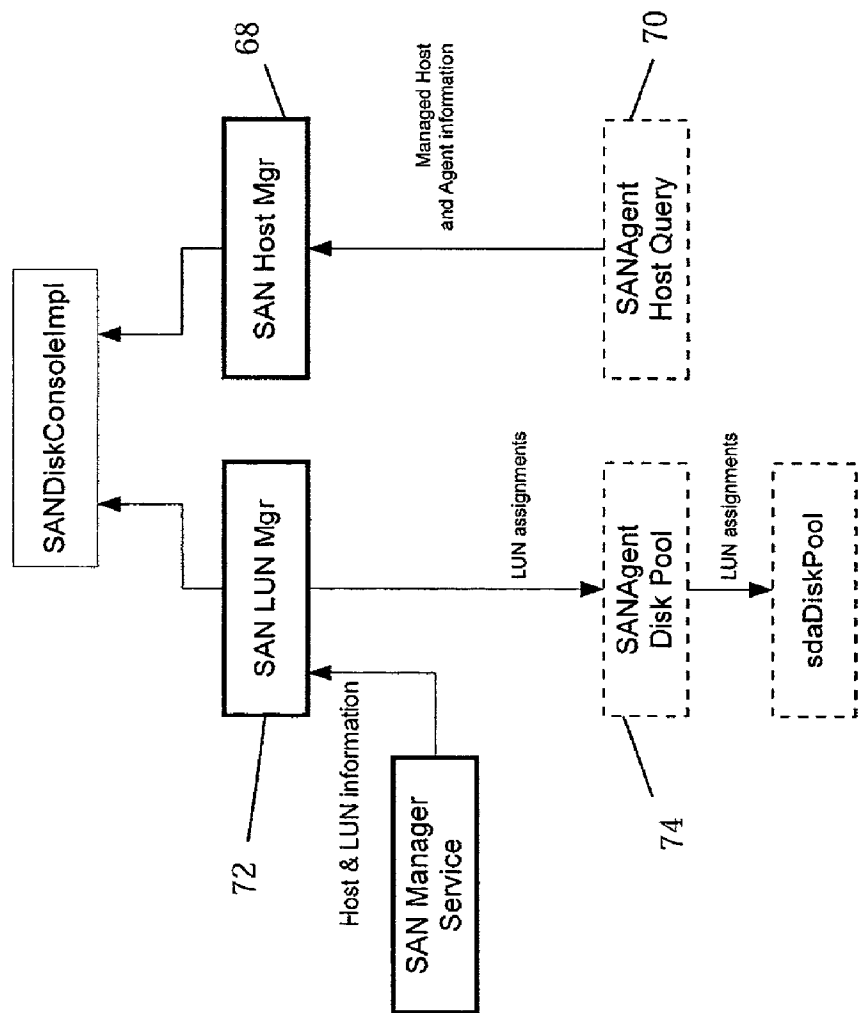 SANDiskConsoleImpl
72
SAN LUN Mgr
SAN Host Mgr
68
Host & LUN information
SAN Manager
Service
LUN assignments
Managed Host
and Agent information
74
SANAgent
Disk Pool
SANAgent
Host Query
70
LUN assignments
sdaDiskPool